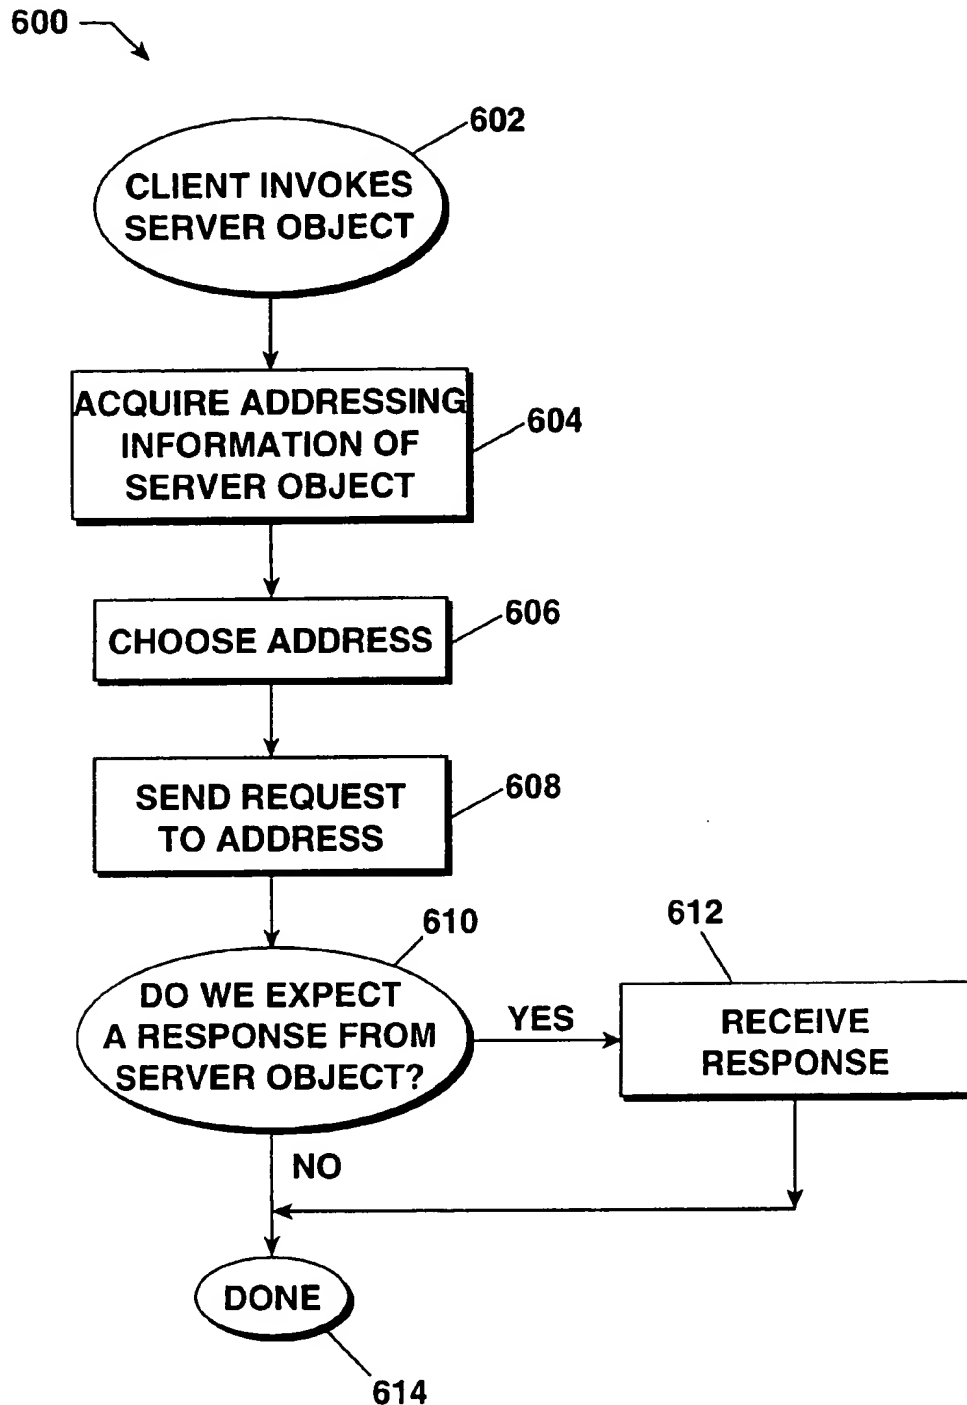 600
602
CLIENT INVOKES
SERVER OBJECT
ACQUIRE ADDRESSING
INFORMATION OF
SERVER OBJECT
604
606
CHOOSE ADDRESS
608
SEND REQUEST
TO ADDRESS
610
612
DO WE EXPECT
A RESPONSE FROM
SERVER OBJECT?
YES
RECEIVE
RESPONSE
NO
DONE
614